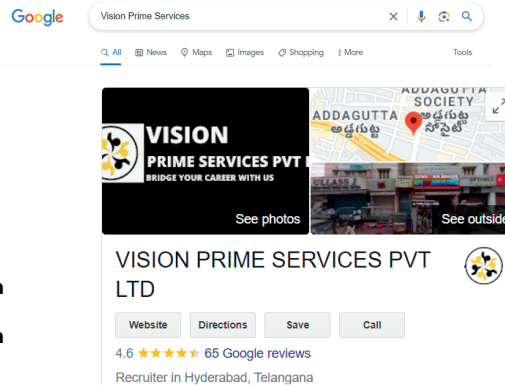 Google
Vision Prime Services
All News Maps Images Shopping More Tools
VISION
PRIME SERVICES PVT
BRIDGE YOUR CAREER WITH US
See photos
ADDAGUTTA
SOCIETY
ADDAGUTTA
అడ్డగుట్ట
అడ్డగుట్ట
సొసైటీ
See outside
VISION PRIME SERVICES PVT
LTD
Website Directions Save Call
4.6 65 Google reviews
Recruiter in Hyderabad, Telangana